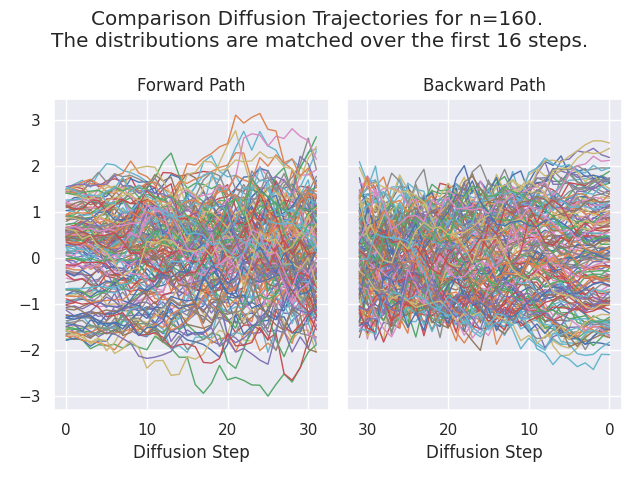 Comparison Diffusion Trajectories for n=160.
The distributions are matched over the first 16 steps.
Forward Path
Backward Path
3
2
1
0
−1
−2
−3
0 10 20 30
30 20 10 0
Diffusion Step
Diffusion Step